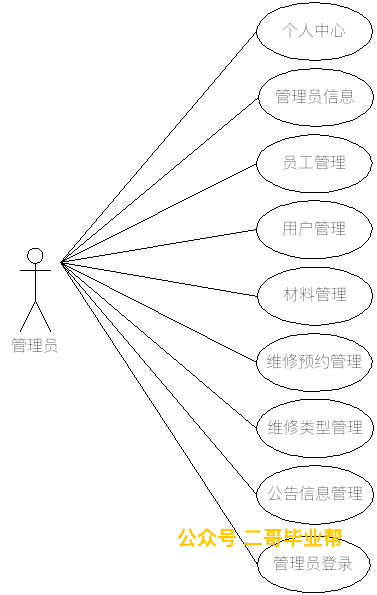 个人中心
管理员信息
员工管理
用户管理
材料管理
管理员
维修预约管理
维修类型管理
公告信息管理
公众号 二哥毕业帮
管理员登录